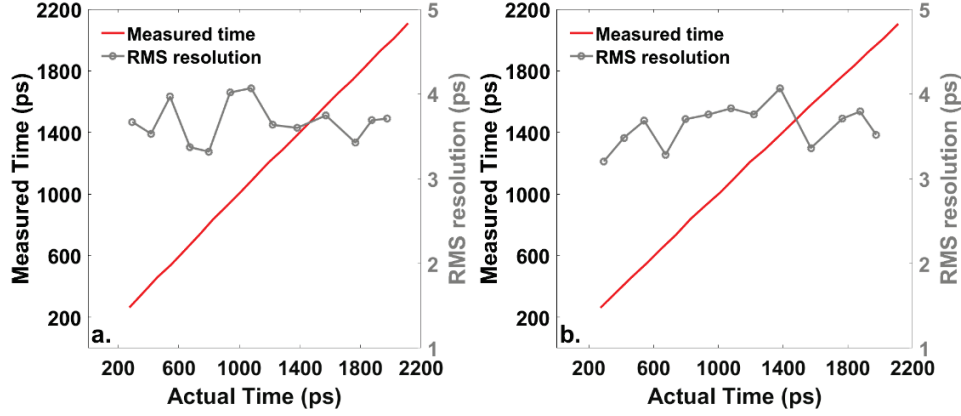 2200
1800
1400
1000
600
200
Measured Time (ps)
Measured time
RMS resolution
5
4
3
2
1
RMS resolution (ps)
a.
200 600 1000 1400 1800 2200
Actual Time (ps)
2200
1800
1400
1000
600
200
Measured Time (ps)
Measured time
RMS resolution
5
4
3
2
1
RMS resolution (ps)
b.
200 600 1000 1400 1800 2200
Actual Time (ps)